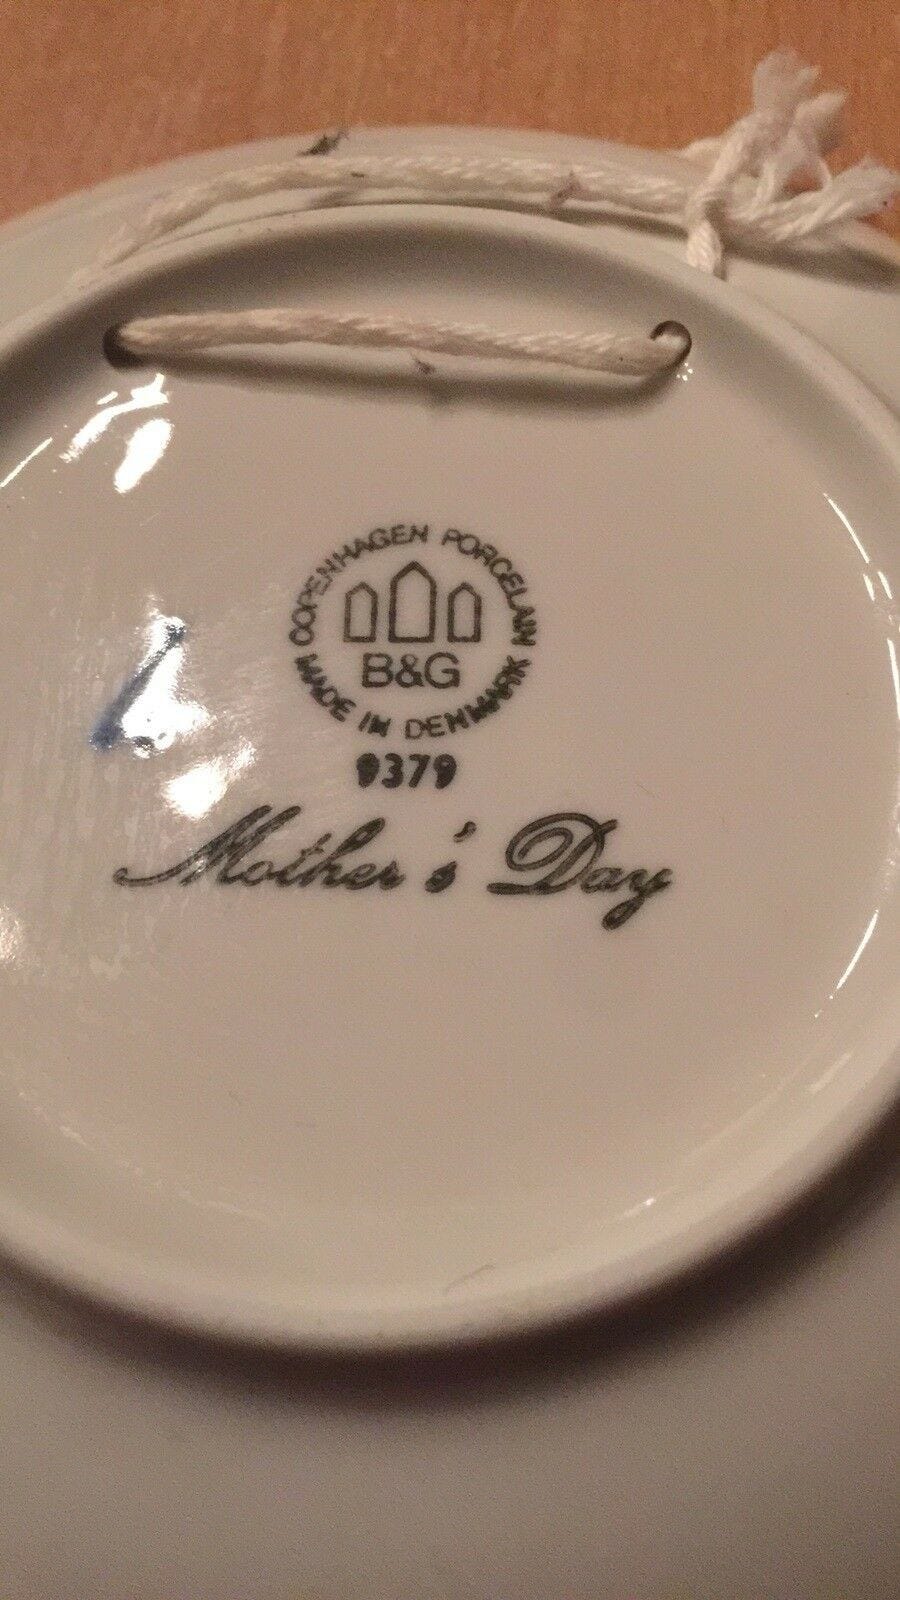 COPENHAGEN PORCELAIN
B&G
MADE IN DENMARK
9379
Mother's Day